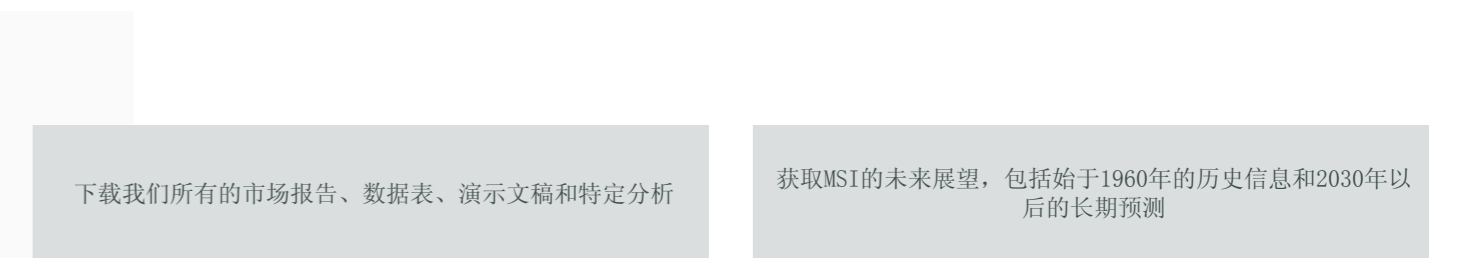 下载我们所有的市场报告、数据表、演示文稿和特定分析
获取MSI的未来展望，包括始于1960年的历史信息和2030年以
后的长期预测